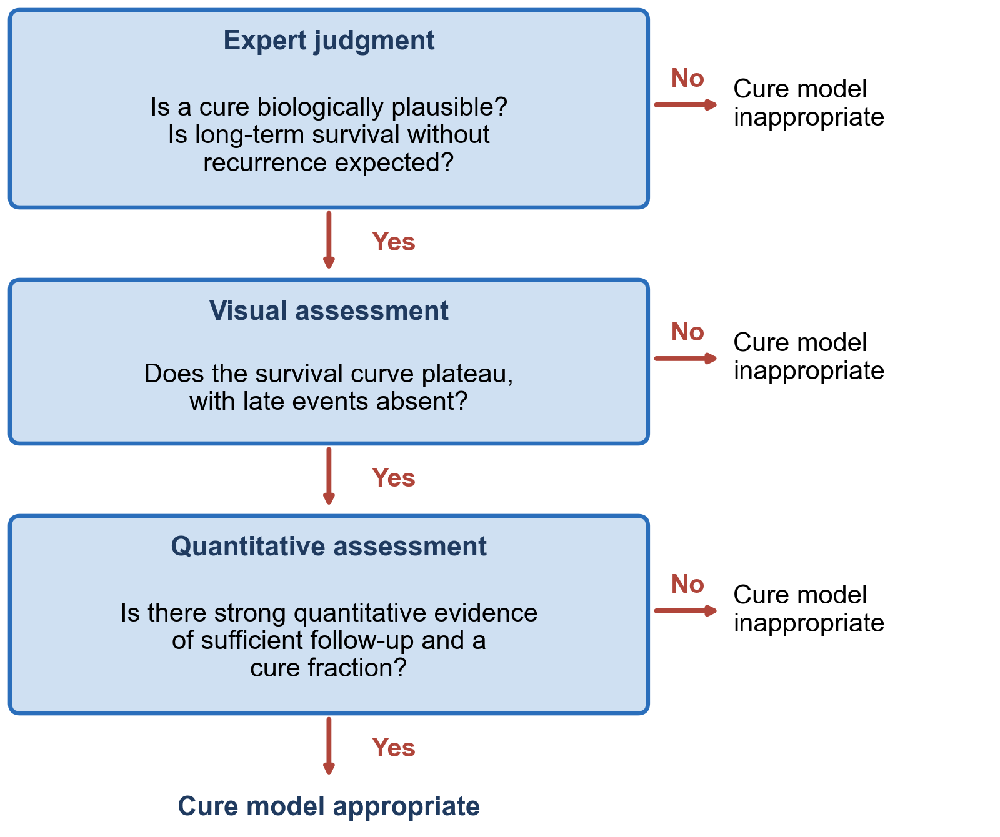 Expert judgment
Is a cure biologically plausible?
Is long-term survival without
recurrence expected?
No
Cure model
inappropriate
Yes
Visual assessment
Does the survival curve plateau,
with late events absent?
No
Cure model
inappropriate
Yes
Quantitative assessment
Is there strong quantitative evidence
of sufficient follow-up and a
cure fraction?
No
Cure model
inappropriate
Yes
Cure model appropriate